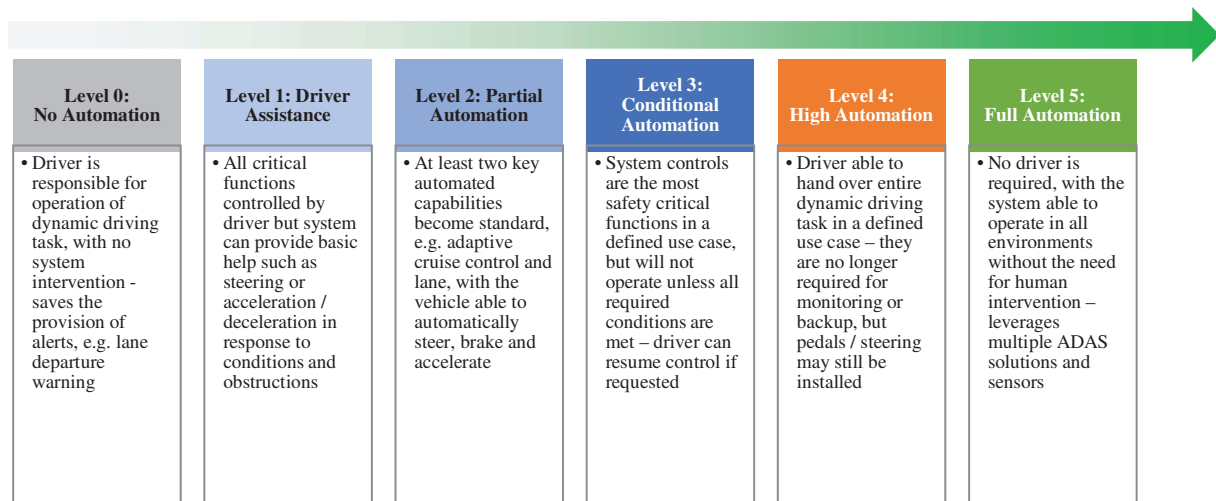 Level 0:
No Automation
• Driver is
responsible for
operation of
dynamic driving
task, with no
system
intervention -
saves the
provision of
alerts, e.g. lane
departure
warning
Level 1: Driver
Assistance
• All critical
functions
controlled by
driver but system
can provide basic
help such as
steering or
acceleration /
deceleration in
response to
conditions and
obstructions
Level 2: Partial
Automation
• At least two key
automated
capabilities
become standard,
e.g. adaptive
cruise control and
lane, with the
vehicle able to
automatically
steer, brake and
accelerate
Level 3:
Conditional
Automation
• System controls
are the most
safety critical
functions in a
defined use case,
but will not
operate unless all
required
conditions are
met – driver can
resume control if
requested
Level 4:
High Automation
• Driver able to
hand over entire
dynamic driving
task in a defined
use case – they
are no longer
required for
monitoring or
backup, but
pedals / steering
may still be
installed
Level 5:
Full Automation
• No driver is
required, with the
system able to
operate in all
environments
without the need
for human
intervention –
leverages
multiple ADAS
solutions and
sensors